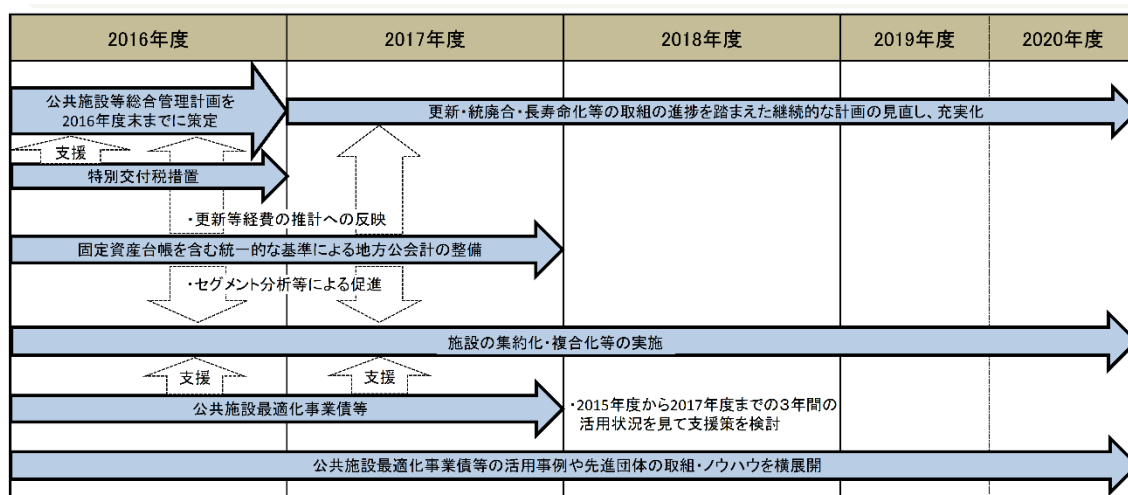 2016年度
2017年度
2018年度
2019年度
2020年度
公共施設等総合管理計画を
2016年度末までに策定
更新・統廃合・長寿命化等の取組の進捗を踏まえた継続的な計画の見直し、充実化
支援
特別交付税措置
・更新等経費の推計への反映
固定資産台帳を含む統一的な基準による地方公会計の整備
・セグメント分析等による促進
施設の集約化・複合化等の実施
支援
支援
公共施設最適化事業債等
・2015年度から2017年度までの3年間の
活用状況を見て支援策を検討
公共施設最適化事業債等の活用事例や先進団体の取組・ノウハウを横展開